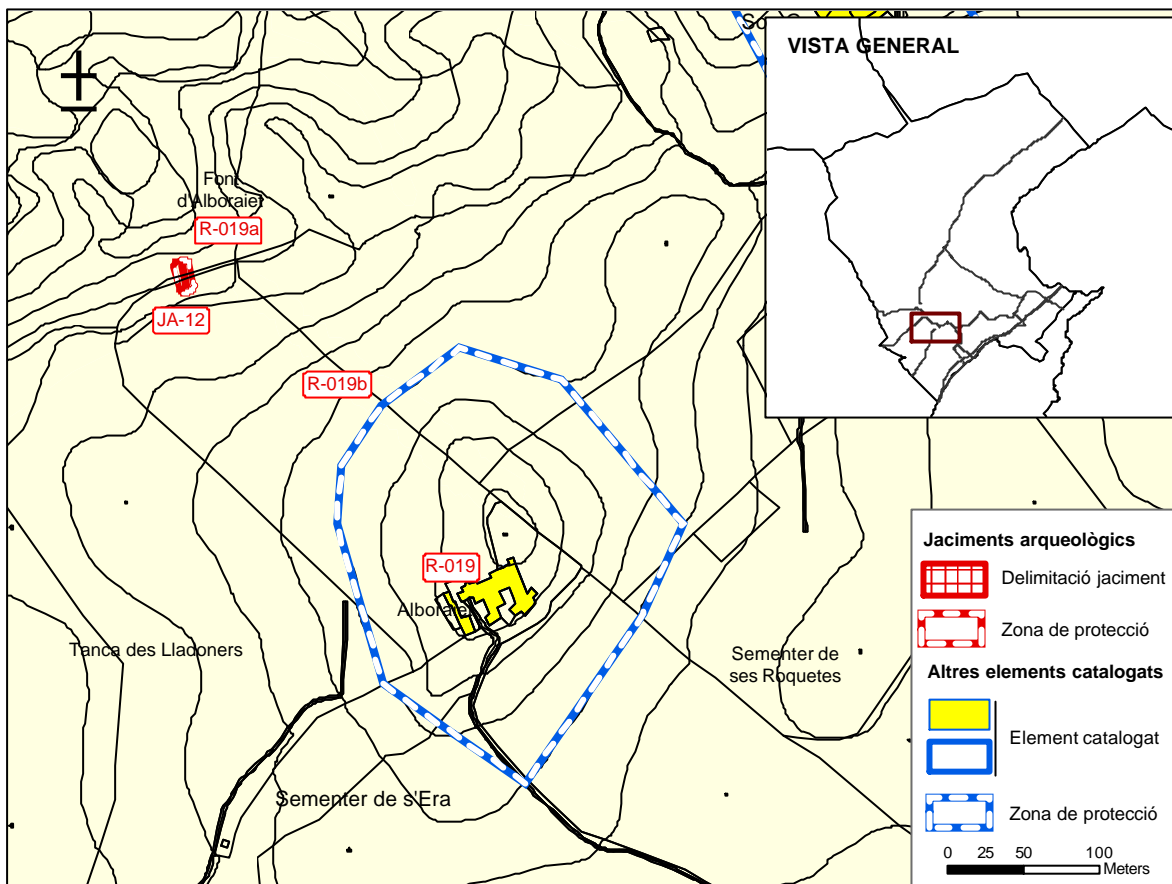 VISTA GENERAL
Font
d'Alboraiet
R-019a
JA-12
R-019b
R-019
Tanca des Lladoners
Sementer de
ses Roquetes
Sementer de s'Era
Jaciments arqueològics
Delimitació jaciment
Zona de protecció
Altres elements catalogats
Element catalogat
Zona de protecció
0 25 50 100
Meters